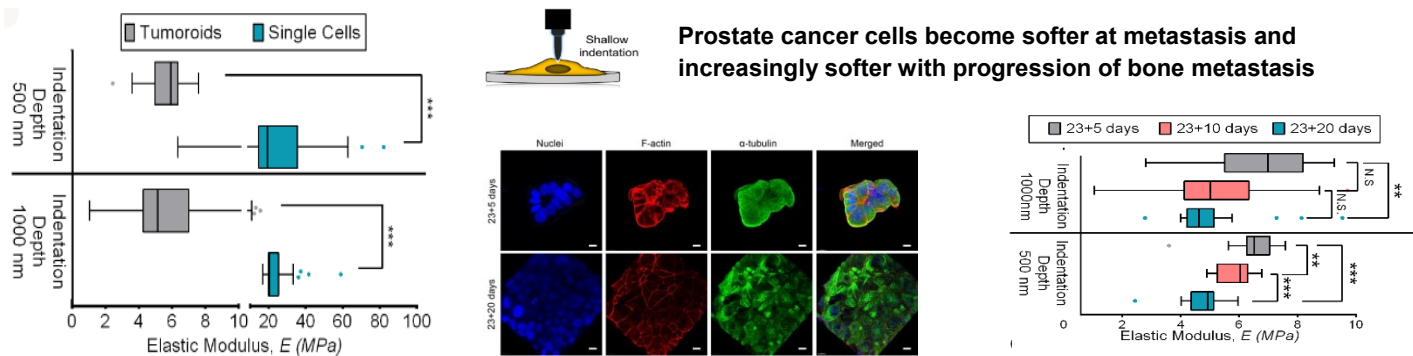 Tumoroids
Single Cells
Indentation
Depth
500 nm
***
Indentation
Depth
1000 nm
***
0
2
4
6
8
10
20
40
60
80
100
Elastic Modulus, E (MPa)
Shallow
indentation
Prostate cancer cells become softer at metastasis and
increasingly softer with progression of bone metastasis
Nuclei
F-actin
α-tubulin
Merged
23+5 days
23+20 days
23+5 days
23+10 days
23+20 days
Indentation
Depth
1000nm
N.S
**
N.S.
Indentation
Depth
500 nm
**
***
***
0
2
4
6
8
10
Elastic Modulus, E (MPa)